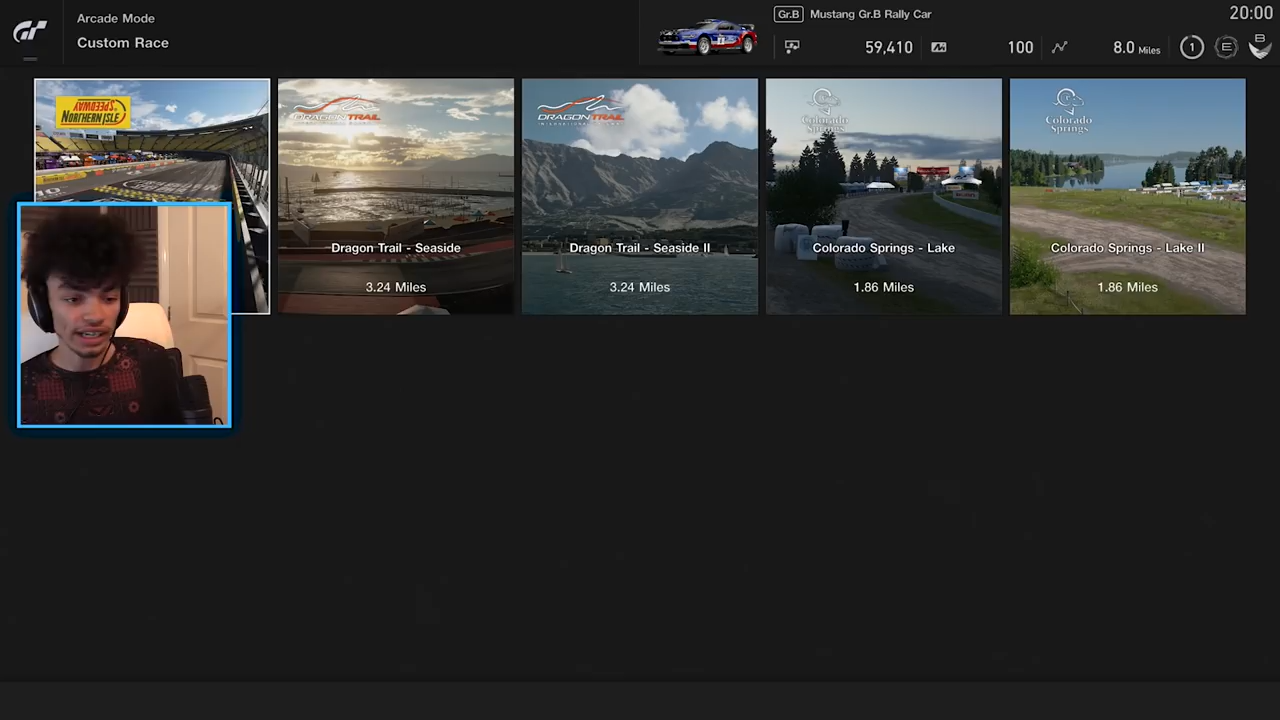 Arcade Mode
Custom Race
Gr.B Mustang Gr.B Rally Car
20:00
59,410
100
8.0 Miles
1
E
B
NORTHERN ISLE
SPEEDWAY
DRAGON TRAIL
Dragon Trail - Seaside
3.24 Miles
DRAGON TRAIL
Dragon Trail - Seaside II
3.24 Miles
Colorado
Springs
Colorado Springs - Lake
1.86 Miles
Colorado
Springs
Colorado Springs - Lake II
1.86 Miles